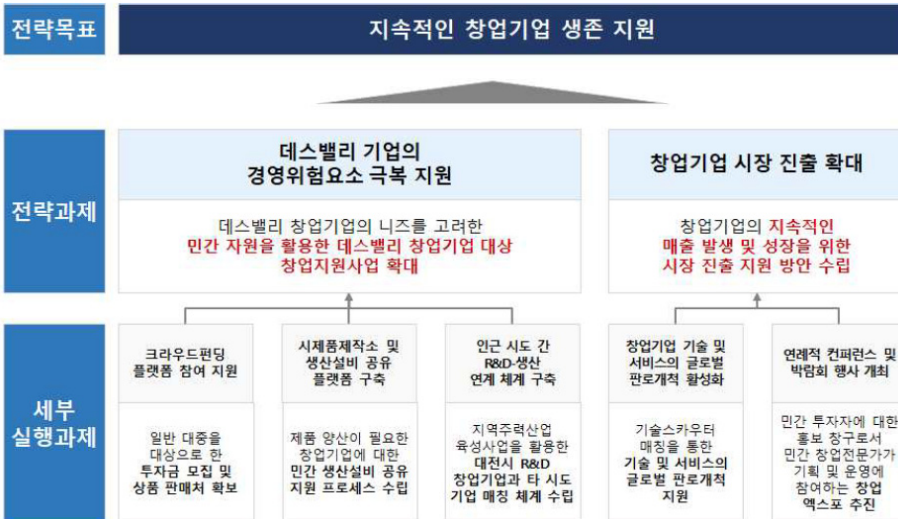 전략목표
지속적인 창업기업 생존 지원
전략과제
데스밸리 기업의
경영위험요소 극복 지원
데스밸리 창업기업의 니즈를 고려한
민간 자원을 활용한 데스밸리 창업기업 대상
창업지원사업 확대
창업기업 시장 진출 확대
창업기업의 지속적인
매출 발생 및 성장을 위한
시장 진출 지원 방안 수립
세부
실행과제
크라우드펀딩
플랫폼 참여 지원
일반 대중을
대상으로 한
투자금 모집 및
상품 판매처 확보
시제품제작소 및
생산설비 공유
플랫폼 구축
제품 양산이 필요한
창업기업에 대한
민간 생산설비 공유
지원 프로세스 수립
인근 시도 간
R&D-생산
연계 체계 구축
지역주력산업
육성사업을 활용한
대전시 R&D
창업기업과 타 시도
기업 매칭 체계 수립
창업기업 기술 및
서비스의 글로벌
판로개척 활성화
기술스카우터
매칭을 통한
기술 및 서비스의
글로벌 판로개척
지원
연례적 컨퍼런스 및
박람회 행사 개최
민간 투자자에 대한
홍보 창구로서
민간 창업전문가가
기획 및 운영에
참여하는 창업
엑스포 추진